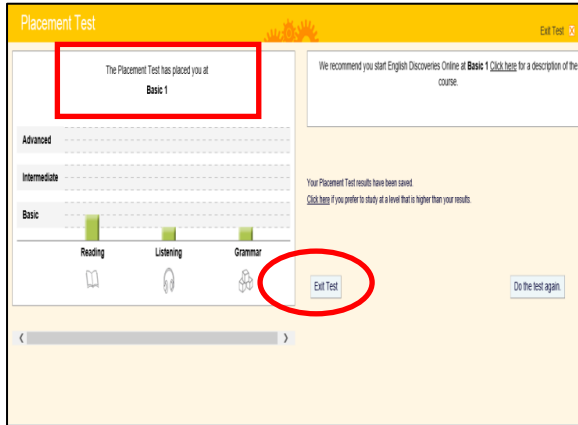 Placement Test
Exit Test
The Placement Test has placed you at
Basic 1
Advanced
Intermediate
Basic
Reading
Listening
Grammar
We recommend you start English Discoveries Online at Basic 1 Click here for a description of the
course.
Your Placement Test results have been saved.
Click here if you prefer to study at a level that is higher than your results.
Exit Test
Do the test again.